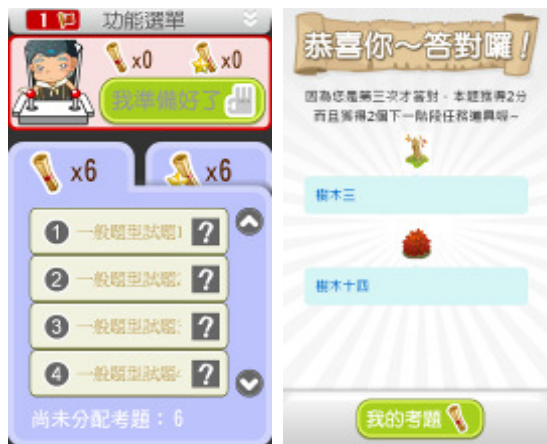 1
功能選單
x0
x0
我準備好了
x6
x6
1 一般題型試題1 ?
2 一般題型試題 ?
3 一般題型試題 ?
4 一般題型試題 ?
尚未分配考題：6
恭喜你～答對囉！
因為您是第三次才答對，本題獲得2分
而且獲得2個下一階段任務道具喔~
樹木三
樹木十四
我的考題